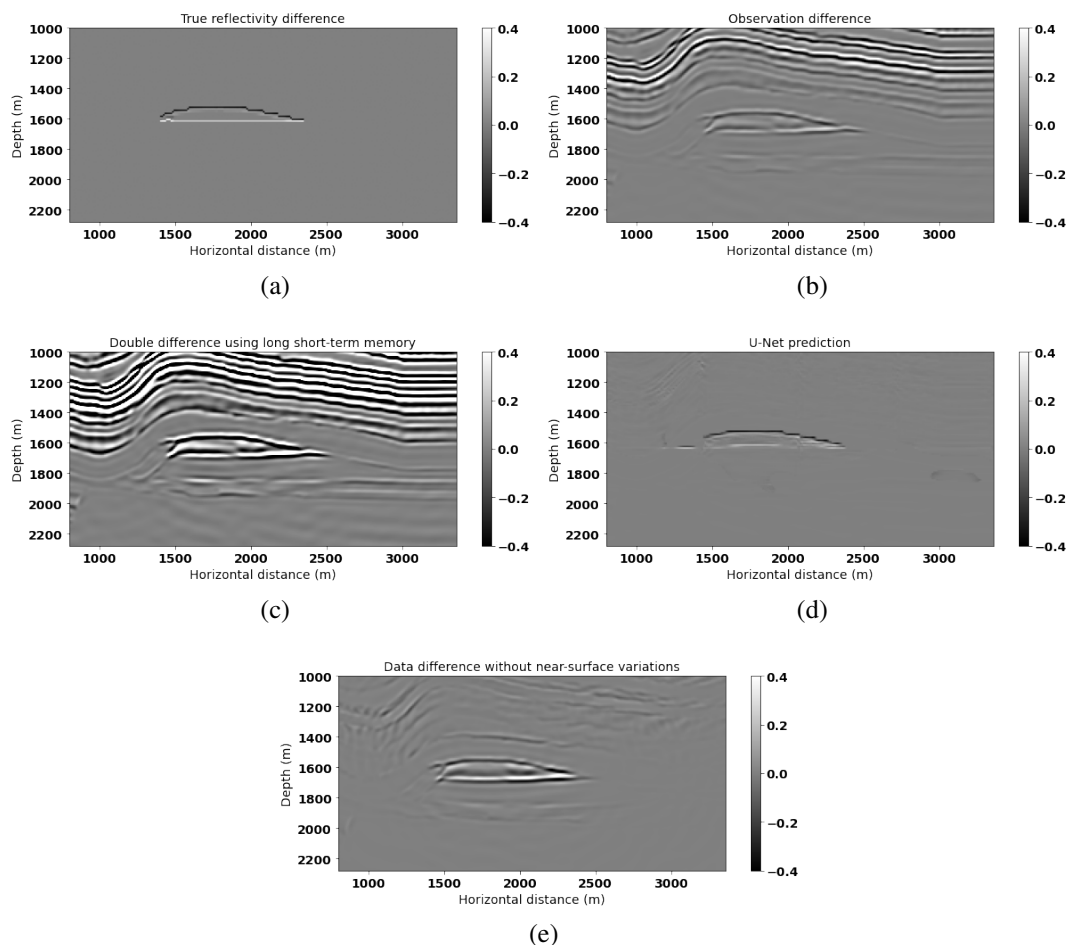 True reflectivity difference
1000
1200
1400
1600
1800
2000
2200
Depth (m)
1000 1500 2000 2500 3000
Horizontal distance (m)
0.4
0.2
0.0
−0.2
−0.4
(a)
Observation difference
1000
1200
1400
1600
1800
2000
2200
Depth (m)
1000 1500 2000 2500 3000
Horizontal distance (m)
0.4
0.2
0.0
−0.2
−0.4
(b)
Double difference using long short-term memory
1000
1200
1400
1600
1800
2000
2200
Depth (m)
1000 1500 2000 2500 3000
Horizontal distance (m)
0.4
0.2
0.0
−0.2
−0.4
(c)
U-Net prediction
1000
1200
1400
1600
1800
2000
2200
Depth (m)
1000 1500 2000 2500 3000
Horizontal distance (m)
0.4
0.2
0.0
−0.2
−0.4
(d)
Data difference without near-surface variations
1000
1200
1400
1600
1800
2000
2200
Depth (m)
1000 1500 2000 2500 3000
Horizontal distance (m)
0.4
0.2
0.0
−0.2
−0.4
(e)